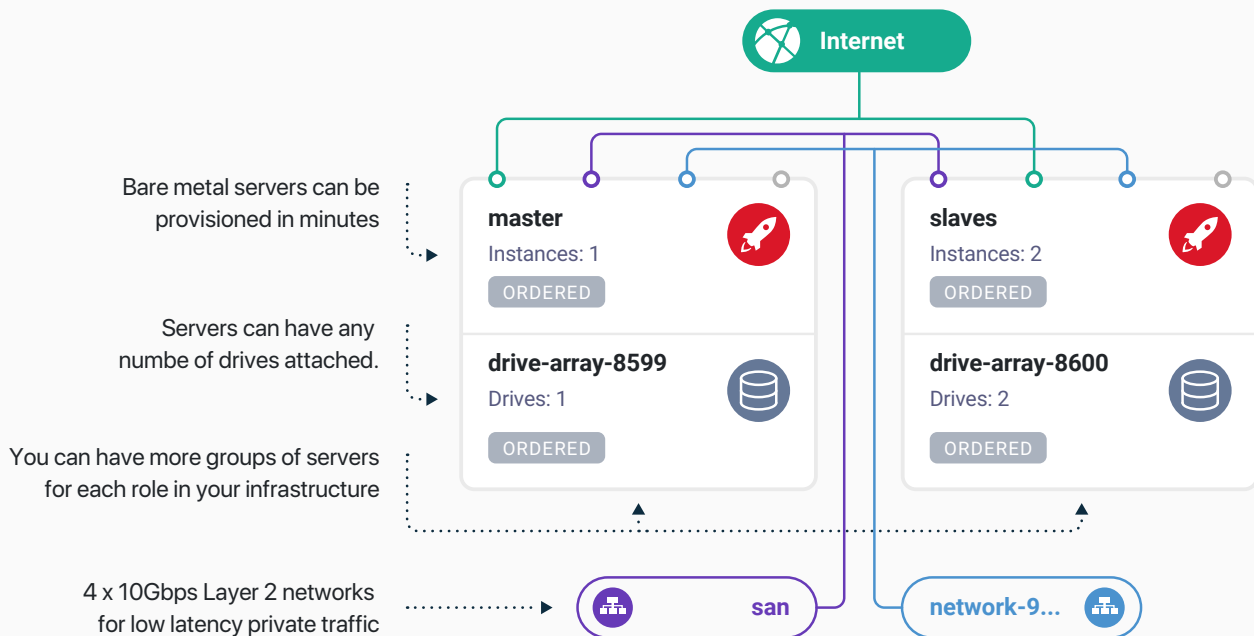 Internet
Bare metal servers can be
provisioned in minutes
master
Instances: 1
ORDERED
slaves
Instances: 2
ORDERED
Servers can have any
numbe of drives attached.
drive-array-8599
Drives: 1
ORDERED
drive-array-8600
Drives: 2
ORDERED
You can have more groups of servers
for each role in your infrastructure
4 x 10Gbps Layer 2 networks
for low latency private traffic
san
network-9...